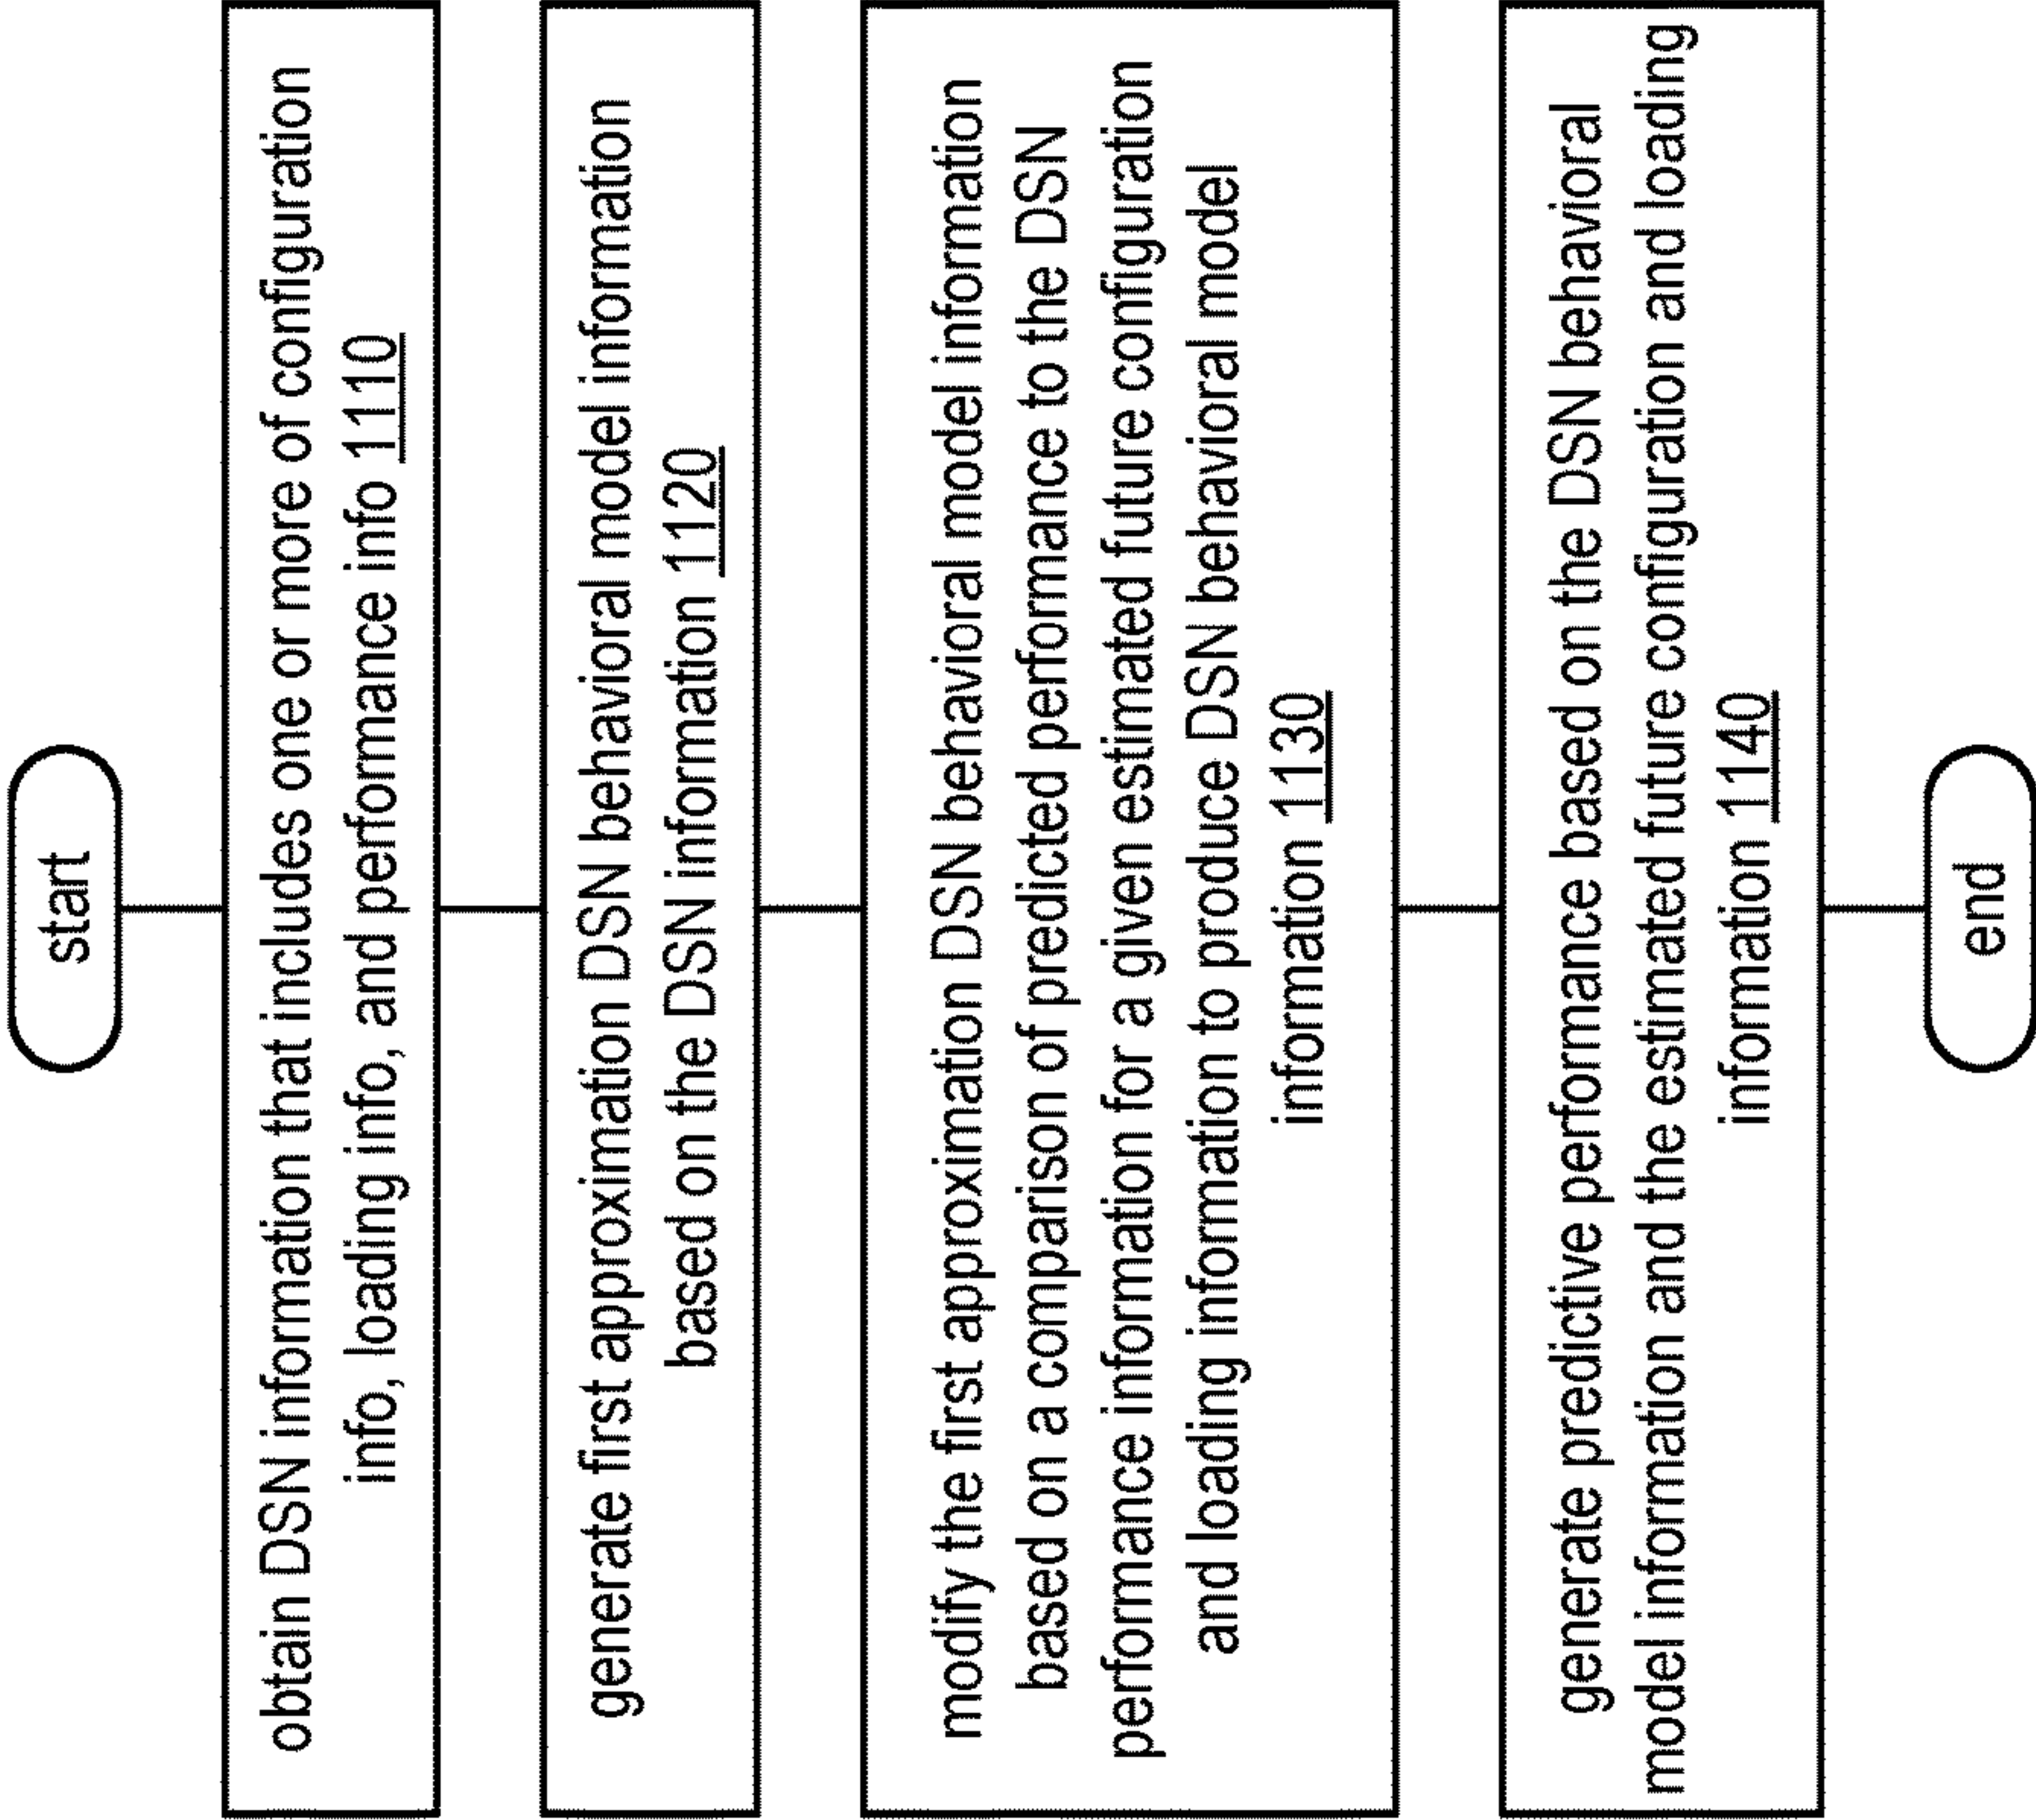 start
obtain DSN information that includes one or more of configuration
info, loading info, and performance info 1110
generate first approximation DSN behavioral model information
based on the DSN information 1120
modify the first approximation DSN behavioral model information
based on a comparison of predicted performance to the DSN
performance information for a given estimated future configuration
and loading information to produce DSN behavioral model
information 1130
generate predictive performance based on the DSN behavioral
model information and the estimated future configuration and loading
information 1140
end